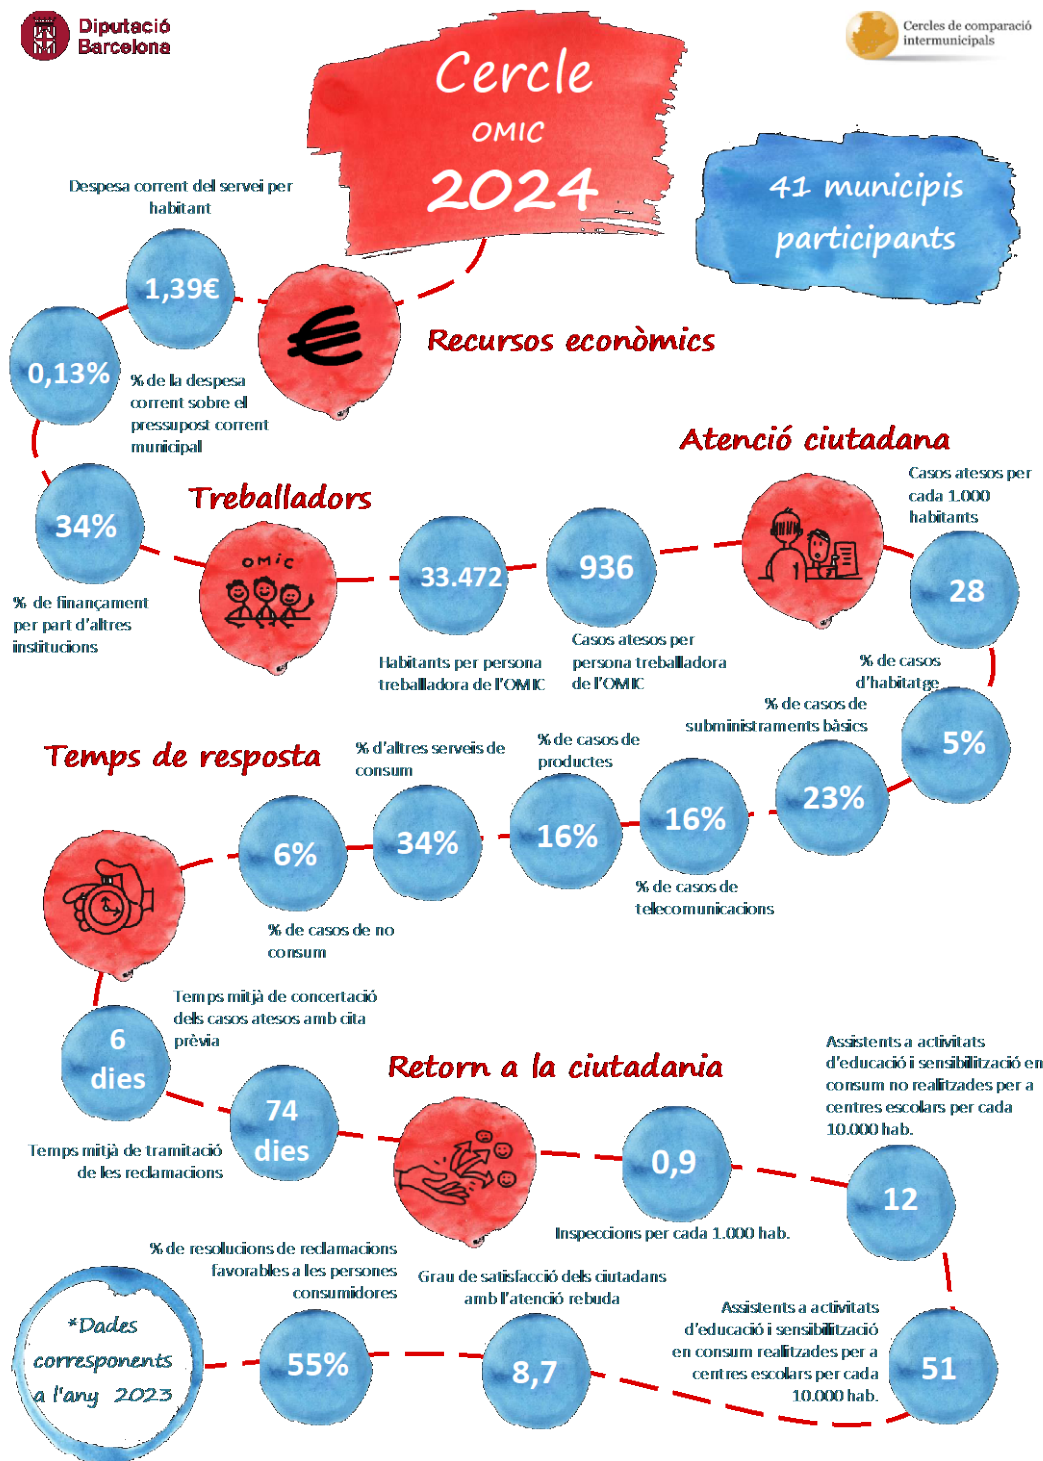 Diputació
Barcelona
Cercles de comparació
intermunicipals
Cercle
OMIC
2024
41 municipis
participants
Despesa corrent del servei per
habitant
1,39€
Recursos econòmics
0,13%
% de la despesa
corrent sobre el
pressupost corrent
municipal
34%
% de finançament
per part d'altres
institucions
Treballadors
OMIC
33.472
Habitants per persona
treballadora de l'OMIC
936
Casos atesos per
persona treballadora
de l'OMIC
Atenció ciutadana
Casos atesos per
cada 1.000
habitants
28
% de casos
d'habitatge
5%
% de casos de
subministraments bàsics
23%
16%
% de casos de
telecomunicacions
% de casos de
productes
16%
% d'altres serveis de
consum
34%
6%
% de casos de no
consum
Temps de resposta
6
dies
Temps mitjà de concertació
dels casos atesos amb cita
prèvia
74
dies
Temps mitjà de tramitació
de les reclamacions
Retorn a la ciutadania
0,9
Inspeccions per cada 1.000 hab.
Assistents a activitats
d'educació i sensibilització en
consum no realitzades per a
centres escolars per cada
10.000 hab.
12
Assistents a activitats
d'educació i sensibilització
en consum realitzades per a
centres escolars per cada
10.000 hab.
51
Grau de satisfacció dels ciutadans
amb l'atenció rebuda
8,7
% de resolucions de reclamacions
favorables a les persones
consumidores
55%
*Dades
corresponents
a l'any 2023